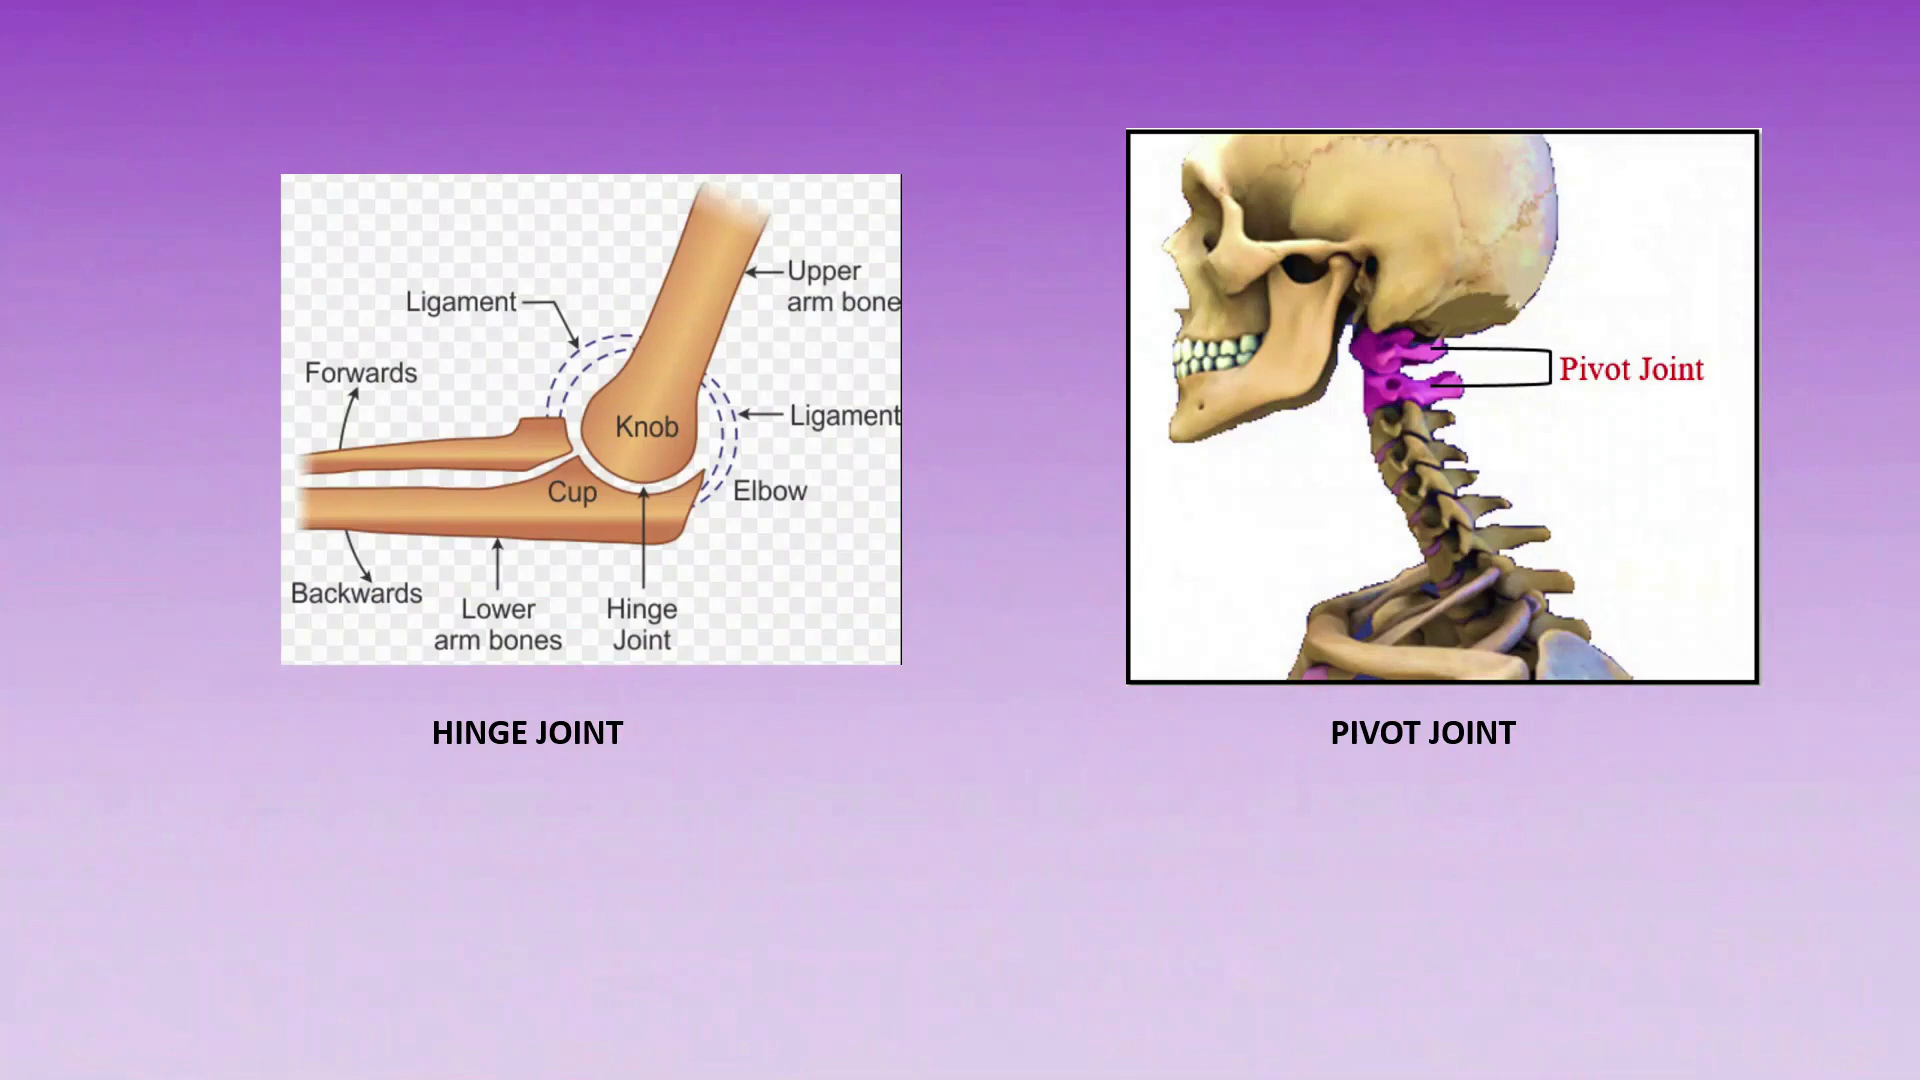 Upper
arm bone
Ligament
Forwards
Ligament
Knob
Cup
Elbow
Backwards
Lower
arm bones
Hinge
Joint
HINGE JOINT
Pivot Joint
PIVOT JOINT